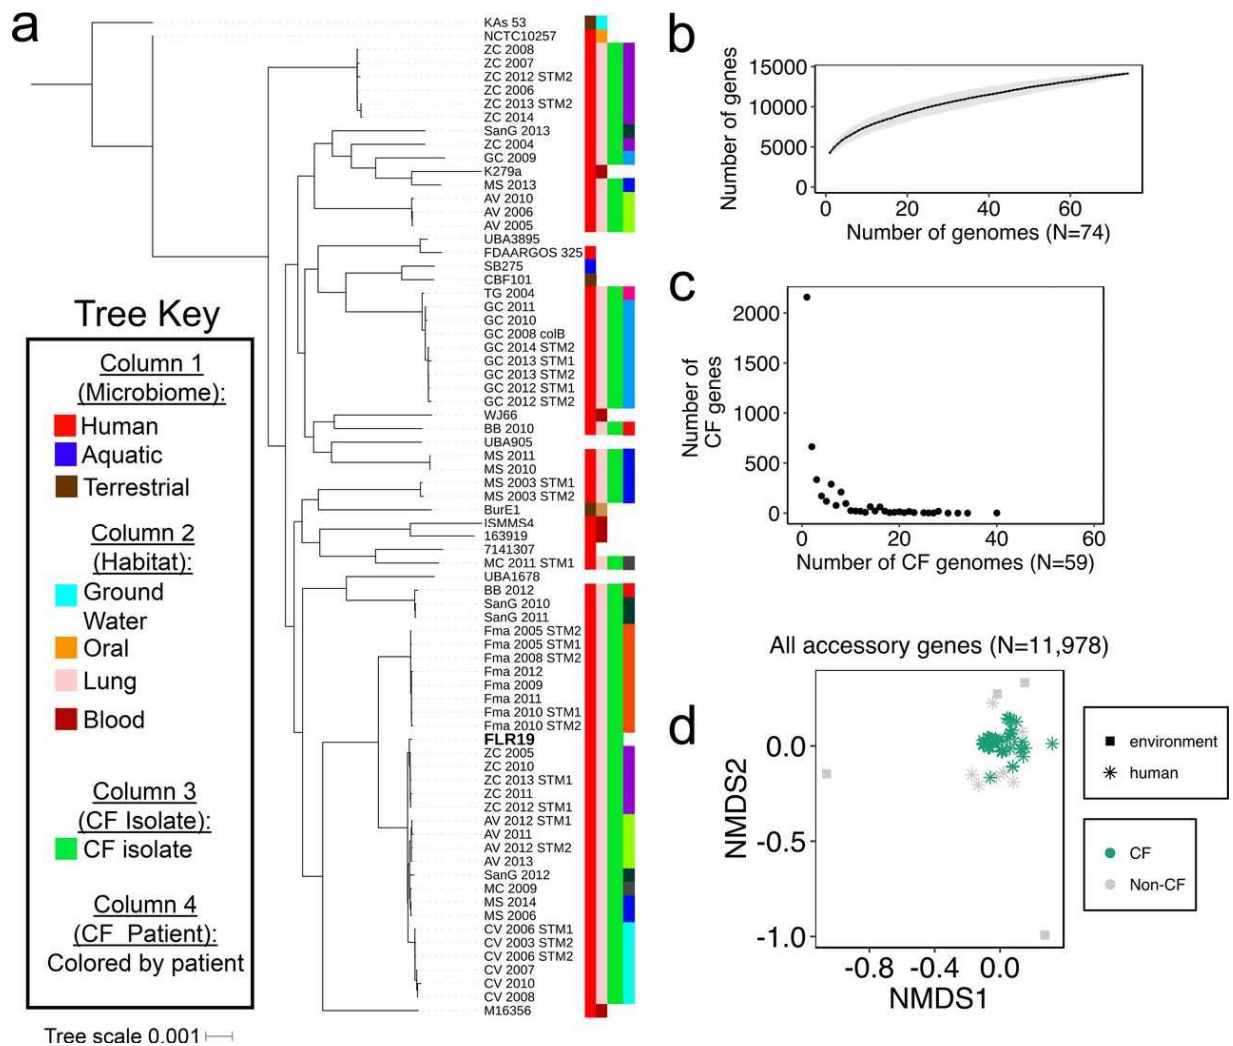 a
KAs 53
NCTC10257
ZC 2008
ZC 2007
ZC 2012 STM2
ZC 2006
ZC 2013 STM2
ZC 2014
SanG 2013
ZC 2004
GC 2009
K279a
MS 2013
AV 2010
AV 2006
AV 2005
UBA3895
FDAARGOS 325
SB275
CBF101
TG 2004
GC 2011
GC 2010
GC 2008 colB
GC 2014 STM2
GC 2013 STM1
GC 2013 STM2
GC 2012 STM1
GC 2012 STM2
WJ66
BB 2010
UBA905
MS 2011
MS 2010
MS 2003 STM1
MS 2003 STM2
BurE1
ISMMS4
163919
7141307
MC 2011 STM1
UBA1678
BB 2012
SanG 2010
SanG 2011
Fma 2005 STM2
Fma 2005 STM1
Fma 2008 STM2
Fma 2012
Fma 2009
Fma 2011
Fma 2010 STM1
Fma 2010 STM2
FLR19
ZC 2005
ZC 2010
ZC 2013 STM1
ZC 2011
ZC 2012 STM1
AV 2012 STM1
AV 2011
AV 2012 STM2
AV 2013
SanG 2012
MC 2009
MS 2014
MS 2006
CV 2006 STM1
CV 2003 STM2
CV 2006 STM2
CV 2007
CV 2010
CV 2008
M16356
Tree Key
Column 1
(Microbiome):
Human
Aquatic
Terrestrial
Column 2
(Habitat):
Ground
Water
Oral
Lung
Blood
Column 3
(CF Isolate):
CF isolate
Column 4
(CF Patient):
Colored by patient
Tree scale 0.001
b
Number of genes
15000
10000
5000
0
0 20 40 60
Number of genomes (N=74)
c
Number of
CF genes
2000
1500
1000
500
0
0 20 40 60
Number of CF genomes (N=59)
d
All accessory genes (N=11,978)
NMDS2
0.0
-0.5
-1.0
-0.8 -0.4 0.0
NMDS1
environment
human
CF
Non-CF